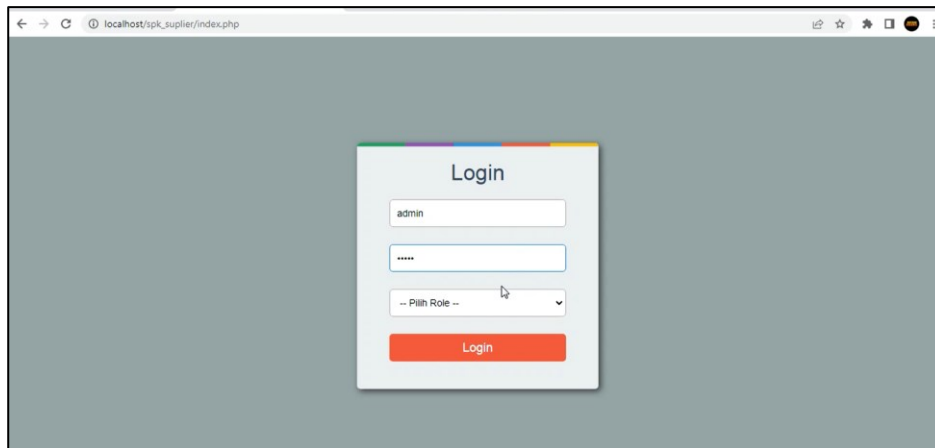 localhost/spk_suplier/index.php
Login
admin
•••••
-- Pilih Role --
Login